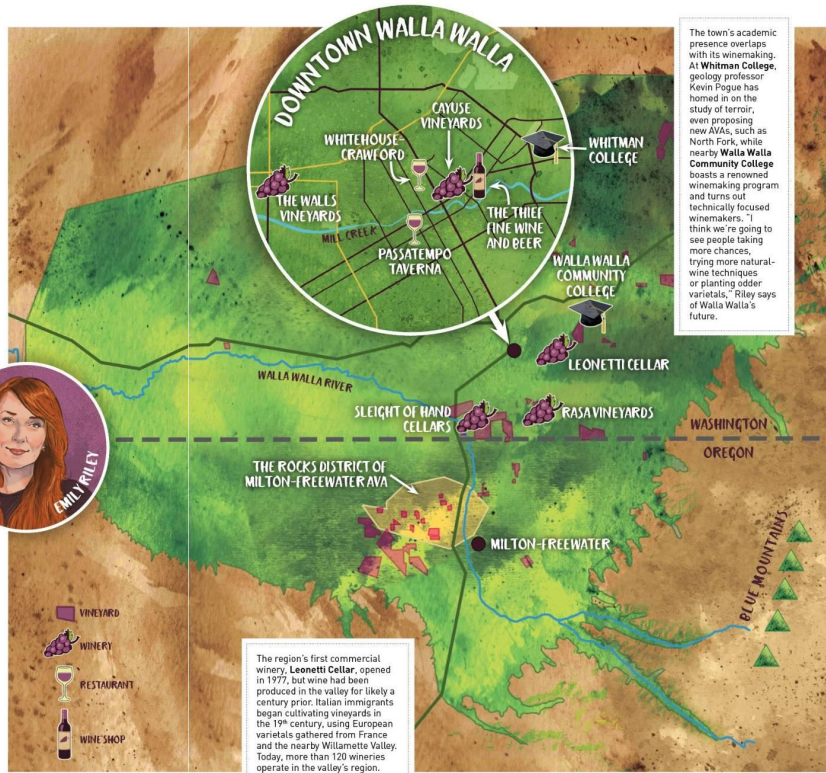 DOWNTOWN WALLA WALLA
CAYUSE
VINEYARDS
WHITEHOUSE-
CRAWFORD
WHITMAN
COLLEGE
THE WALLS
VINEYARDS
THE THIEF
FINE WINE
AND BEER
MILL CREEK
PASSATEMPO
TAVERNA
The town's academic
presence overlaps
with its winemaking.
At Whitman College,
geology professor
Kevin Pogue has
homed in on the
study of terroir,
even proposing
new AVAs, such as
North Fork, while
nearby Walla Walla
Community College
boasts a renowned
winemaking program
and turns out
technically focused
winemakers. "I
think we're going to
see people taking
more chances,
trying more natural-
wine techniques
or planting odder
varietals," Riley says
of Walla Walla's
future.
WALLA WALLA
COMMUNITY
COLLEGE
LEONETTI CELLAR
WALLA WALLA RIVER
SLEIGHT OF HAND
CELLARS
RASA VINEYARDS
WASHINGTON
OREGON
EMILY RILEY
THE ROCKS DISTRICT OF
MILTON-FREEWATER AVA
MILTON-FREEWATER
BLUE MOUNTAINS
VINEYARD
WINERY
RESTAURANT
WINE SHOP
The region's first commercial
winery, Leonetti Cellar, opened
in 1977, but wine had been
produced in the valley for likely a
century prior. Italian immigrants
began cultivating vineyards in
the 19th century, using European
varietals gathered from France
and the nearby Willamette Valley.
Today, more than 120 wineries
operate in the valley's region.